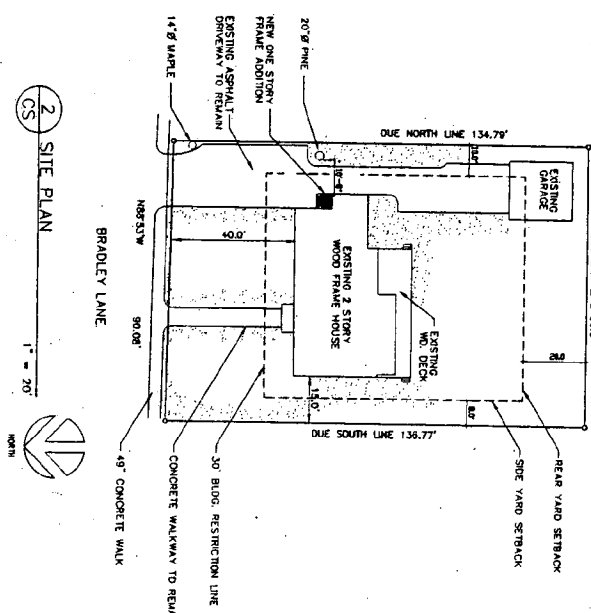 20"Ø PINE
NEW ONE STORY
FRAME ADDITION
EXISTING ASPHALT
DRIVEWAY TO REMAIN
14"Ø MAPLE
DUE NORTH LINE 134.79'
EXISTING
GARAGE
10'-8"
40.0'
EXISTING 2 STORY
WOOD FRAME HOUSE
EXISTING
WD. DECK
15.0'
8.0'
DUE SOUTH LINE 136.77'
N88°53'W
90.08'
BRADLEY LANE
REAR YARD SETBACK
SIDE YARD SETBACK
30' BLDG. RESTRICTION LINE
CONCRETE WALKWAY TO
49" CONCRETE WALK
2
CS
SITE PLAN
1" = 20'
NORTH